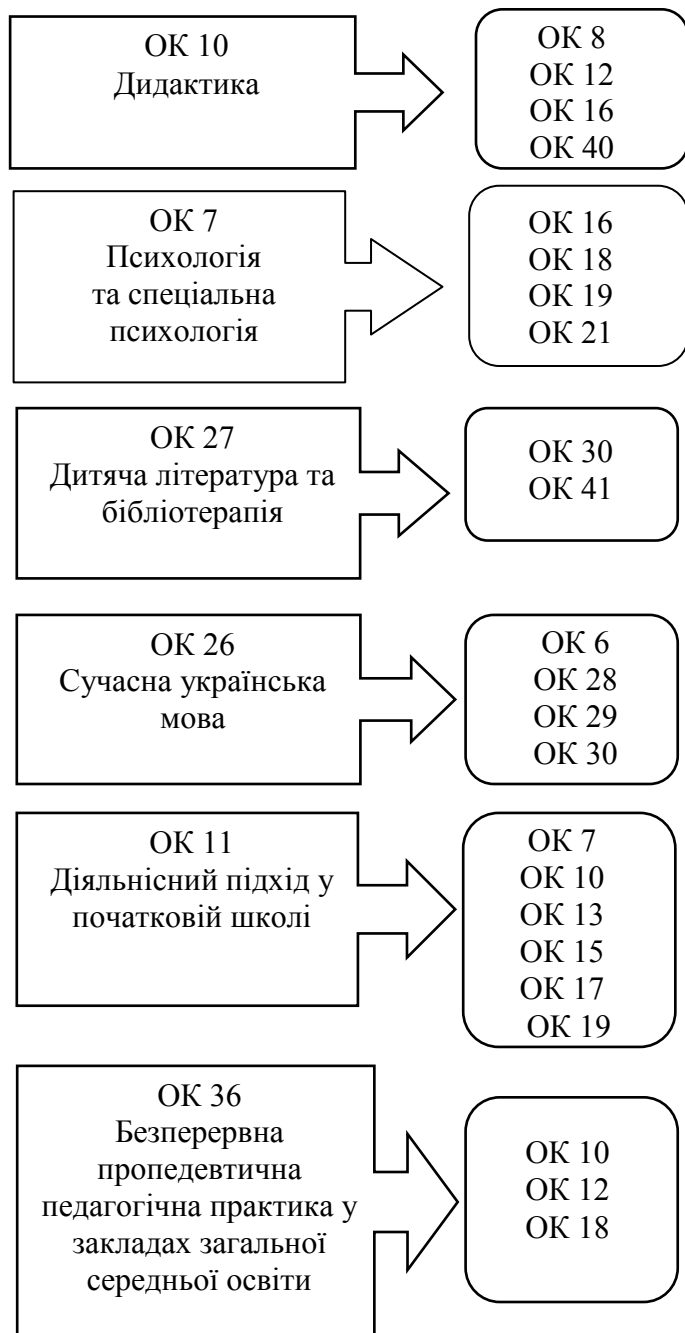 ОК 10
Дидактика
ОК 8
ОК 12
ОК 16
ОК 40
ОК 7
Психологія
та спеціальна
психологія
ОК 16
ОК 18
ОК 19
ОК 21
ОК 27
Дитяча література та
бібліотерапія
ОК 30
ОК 41
ОК 26
Сучасна українська
мова
ОК 6
ОК 28
ОК 29
ОК 30
ОК 11
Діяльнісний підхід у
початковій школі
ОК 7
ОК 10
ОК 13
ОК 15
ОК 17
ОК 19
ОК 36
Безперервна
пропедевтична
педагогічна практика у
закладах загальної
середньої освіти
ОК 10
ОК 12
ОК 18